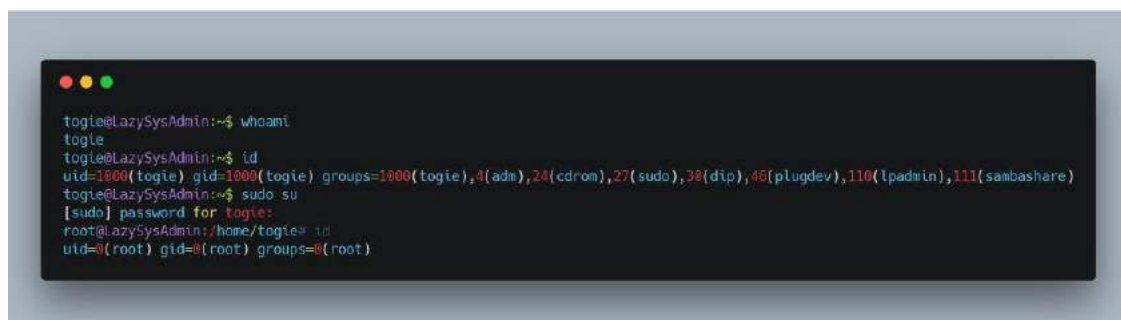 togie@LazySysAdmin:~$ whoami
togie
togie@LazySysAdmin:~$ id
uid=1000(togie) gid=1000(togie) groups=1000(togie),4(adm),24(cdrom),27(sudo),30(dip),46(plugdev),110(lpadmin),111(sambashare)
togie@LazySysAdmin:~$ sudo su
[sudo] password for togie:
root@LazySysAdmin:/home/togie# id
uid=0(root) gid=0(root) groups=0(root)